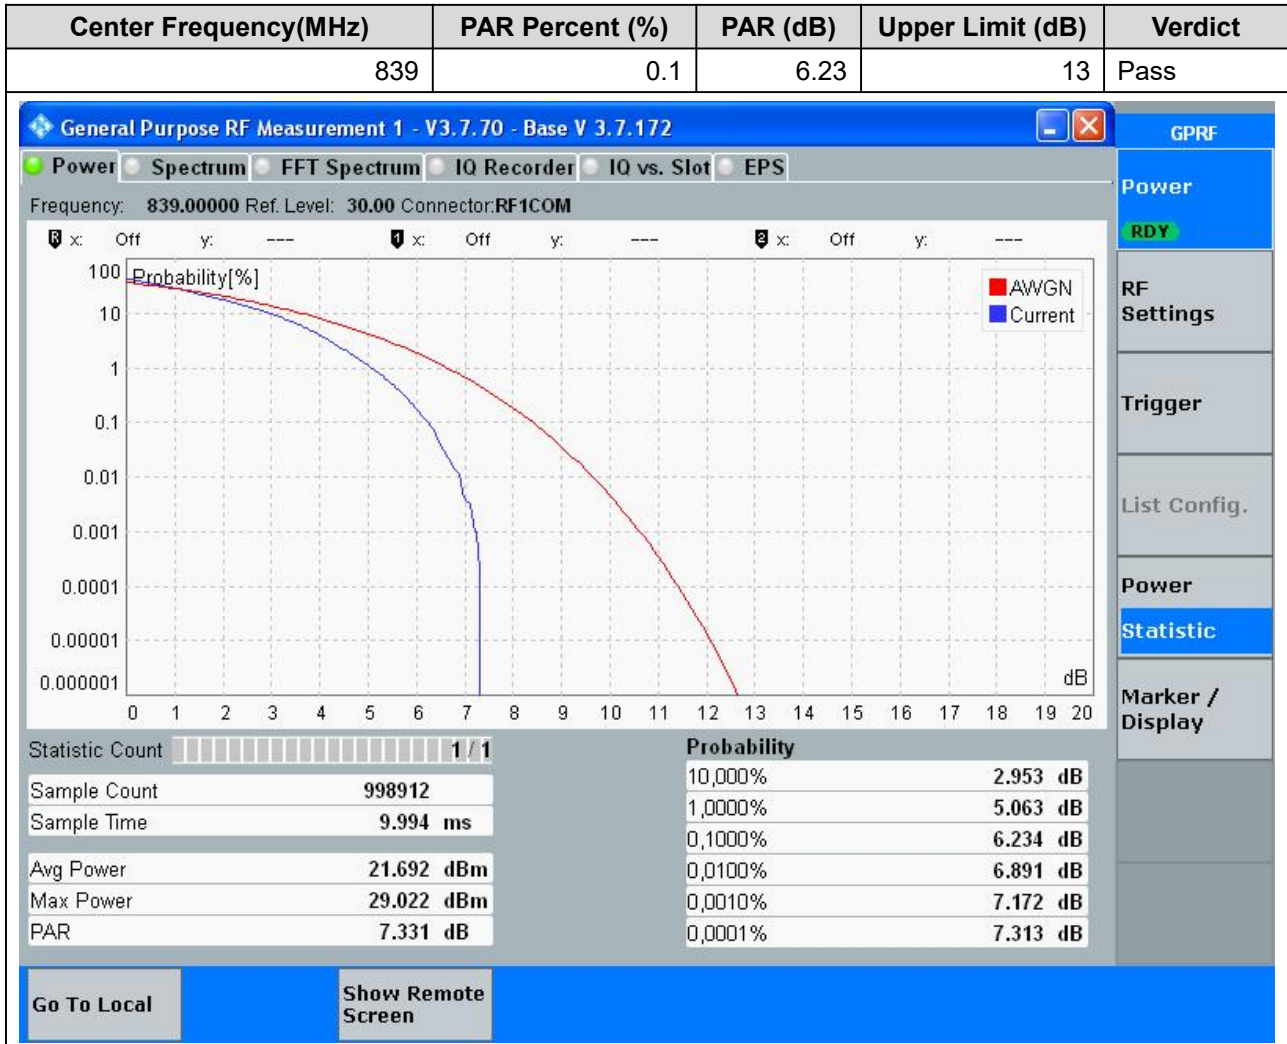 Center Frequency(MHz) PAR Percent (%) PAR (dB) Upper Limit (dB) Verdict
839 0.1 6.23 13 Pass
General Purpose RF Measurement 1 - V3.7.70 - Base V 3.7.172
GPRF
Power Spectrum FFT Spectrum IQ Recorder IQ vs. Slot EPS
Frequency: 839.00000 Ref. Level: 30.00 Connector:RF1COM
R x: Off y: --- 1 x: Off y: --- 2 x: Off y: ---
Probability[%]
AWGN
Current
100
10
1
0.1
0.01
0.001
0.0001
0.00001
0.000001
dB
0 1 2 3 4 5 6 7 8 9 10 11 12 13 14 15 16 17 18 19 20
Statistic Count 1 / 1
Sample Count 998912
Sample Time 9.994 ms
Avg Power 21.692 dBm
Max Power 29.022 dBm
PAR 7.331 dB
Probability
10,000% 2.953 dB
1,0000% 5.063 dB
0,1000% 6.234 dB
0,0100% 6.891 dB
0,0010% 7.172 dB
0,0001% 7.313 dB
Power
RDY
RF
Settings
Trigger
List Config.
Power
Statistic
Marker /
Display
Go To Local
Show Remote
Screen